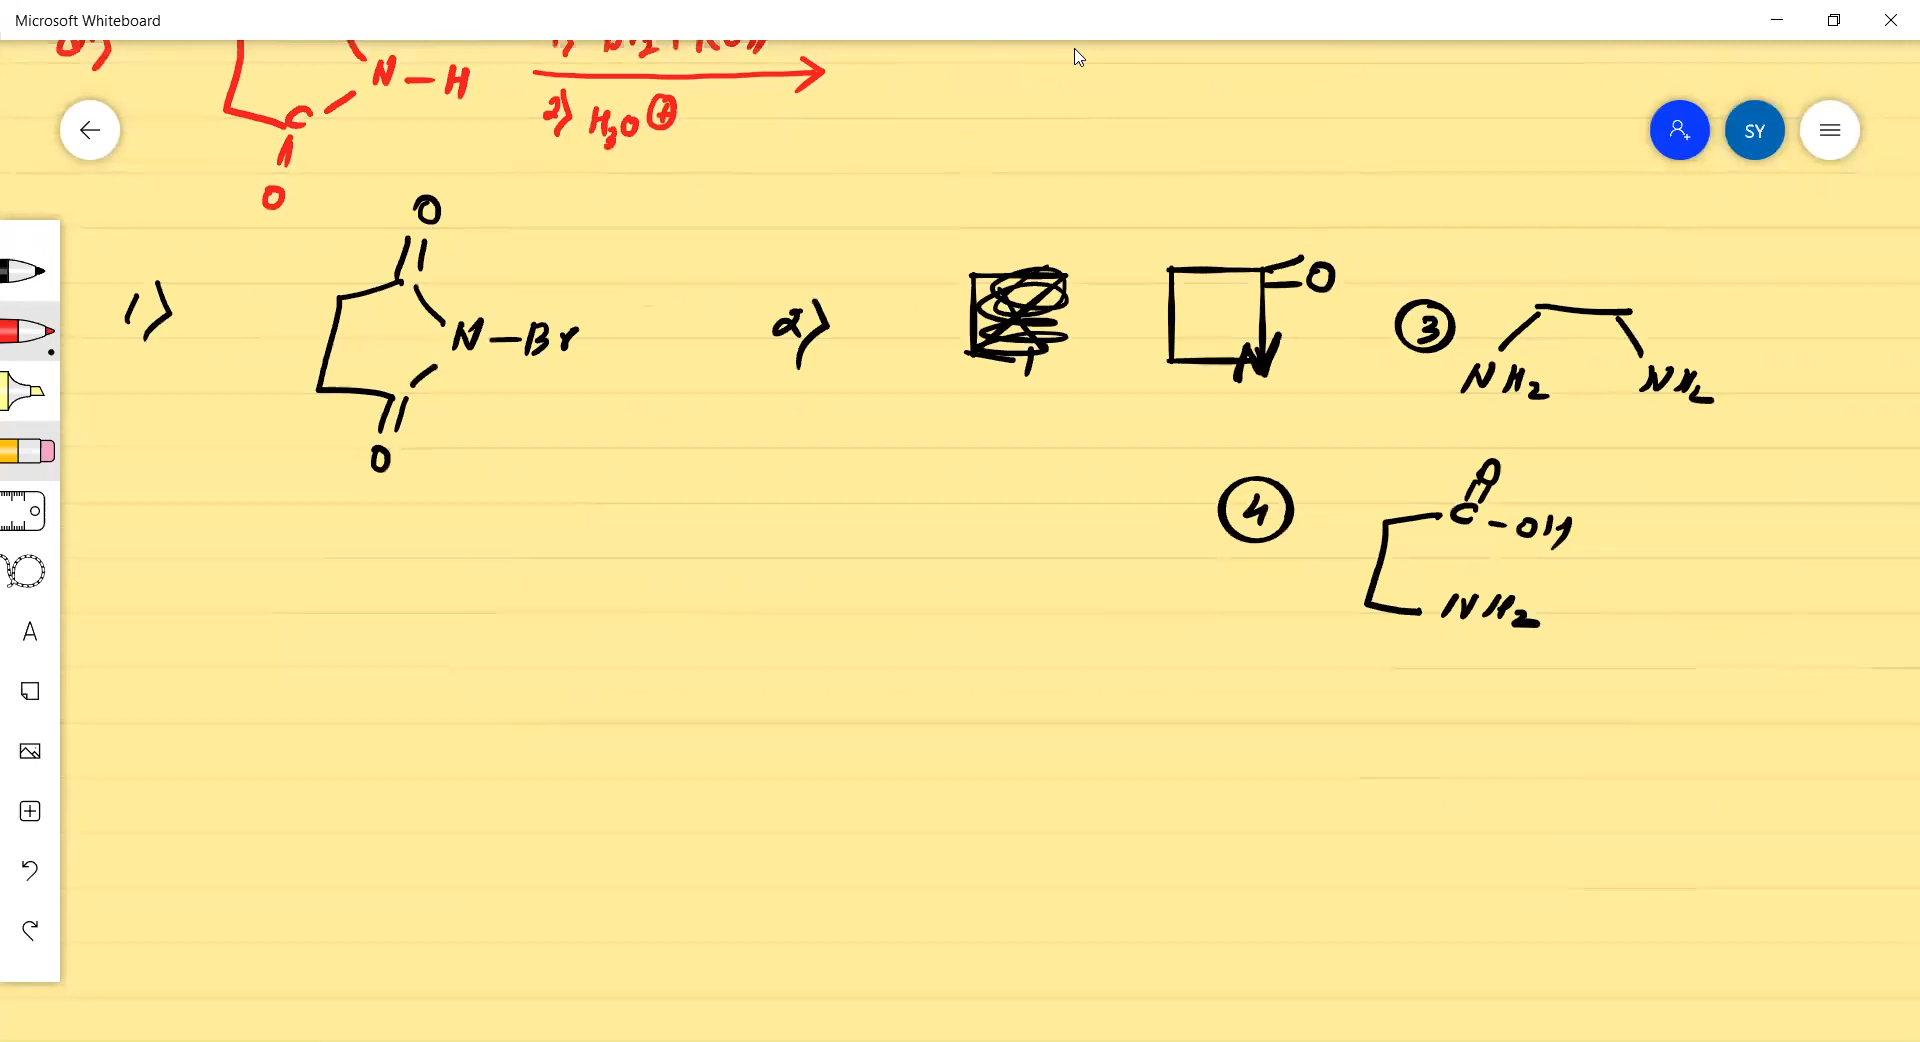 Microsoft Whiteboard
N-H
C
O
2) H3O⊕
SY
1)
O
N-Br
O
2)
O
N
3
NH2
NH2
4
O
C-OH
NH2
A